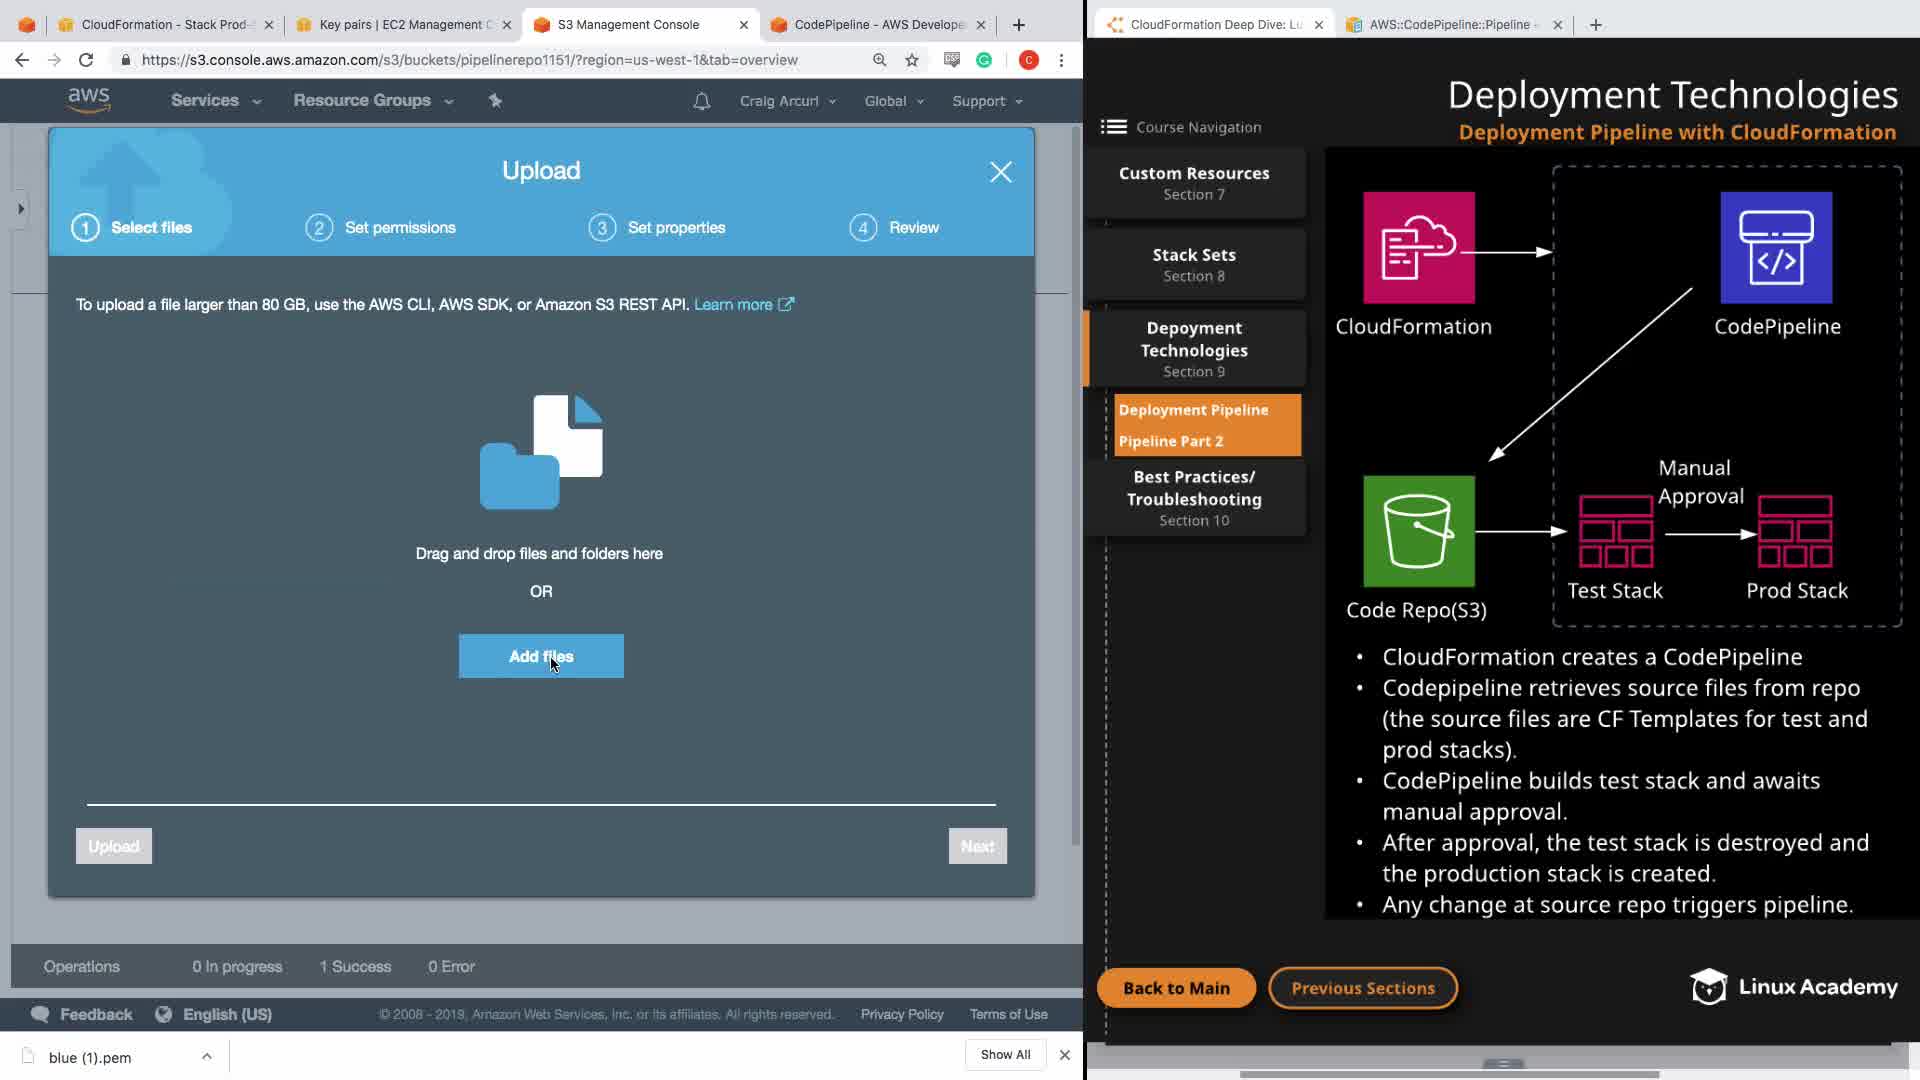 CloudFormation - Stack Prod-
Key pairs | EC2 Management C
S3 Management Console
CodePipeline - AWS Develope
https://s3.console.aws.amazon.com/s3/buckets/pipelinerepo1151/?region=us-west-1&tab=overview
C
aws
Services
Resource Groups
Craig Arcuri
Global
Support
Upload
1 Select files
2 Set permissions
3 Set properties
4 Review
To upload a file larger than 80 GB, use the AWS CLI, AWS SDK, or Amazon S3 REST API. Learn more
Drag and drop files and folders here
OR
Add files
Upload
Next
Operations
0 In progress
1 Success
0 Error
Feedback
English (US)
© 2008 - 2019, Amazon Web Services, Inc. or its affiliates. All rights reserved.
Privacy Policy
Terms of Use
blue (1).pem
Show All
CloudFormation Deep Dive: Lu
AWS::CodePipeline::Pipeline -
Deployment Technologies
Deployment Pipeline with CloudFormation
Course Navigation
Custom Resources
Section 7
Stack Sets
Section 8
Depoyment
Technologies
Section 9
Deployment Pipeline
Pipeline Part 2
Best Practices/
Troubleshooting
Section 10
CloudFormation
CodePipeline
Manual
Approval
Code Repo(S3)
Test Stack
Prod Stack
• CloudFormation creates a CodePipeline
• Codepipeline retrieves source files from repo
(the source files are CF Templates for test and
prod stacks).
• CodePipeline builds test stack and awaits
manual approval.
• After approval, the test stack is destroyed and
the production stack is created.
• Any change at source repo triggers pipeline.
Back to Main
Previous Sections
Linux Academy